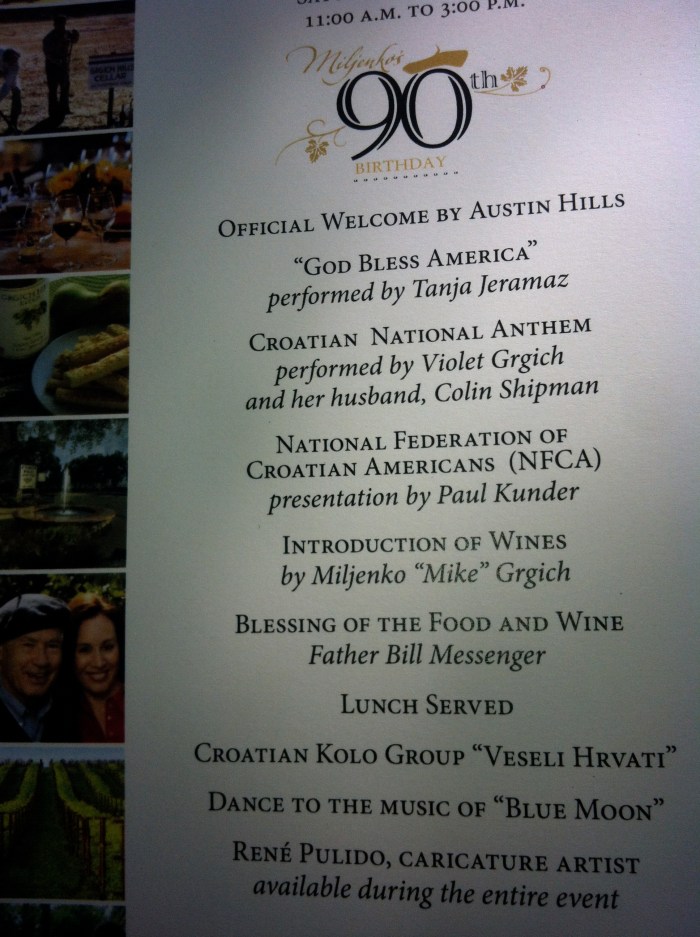 11:00 A.M. TO 3:00 P.M.
Miljenko's
90th
BIRTHDAY
OFFICIAL WELCOME BY AUSTIN HILLS
“GOD BLESS AMERICA”
performed by Tanja Jeramaz
CROATIAN NATIONAL ANTHEM
performed by Violet Grgich
and her husband, Colin Shipman
NATIONAL FEDERATION OF
CROATIAN AMERICANS (NFCA)
presentation by Paul Kunder
INTRODUCTION OF WINES
by Miljenko “Mike” Grgich
BLESSING OF THE FOOD AND WINE
Father Bill Messenger
LUNCH SERVED
CROATIAN KOLO GROUP “VESELI HRVATI”
DANCE TO THE MUSIC OF “BLUE MOON”
RENÉ PULIDO, CARICATURE ARTIST
available during the entire event